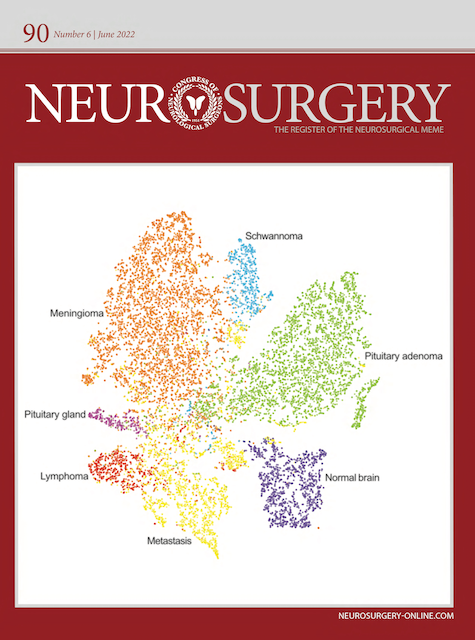 90 Number 6 | June 2022
NEUROSURGERY
CONGRESS OF NEUROLOGICAL SURGEONS
THE REGISTER OF THE NEUROSURGICAL MEME
Schwannoma
Meningioma
Pituitary adenoma
Pituitary gland
Lymphoma
Normal brain
Metastasis
NEUROSURGERY-ONLINE.COM